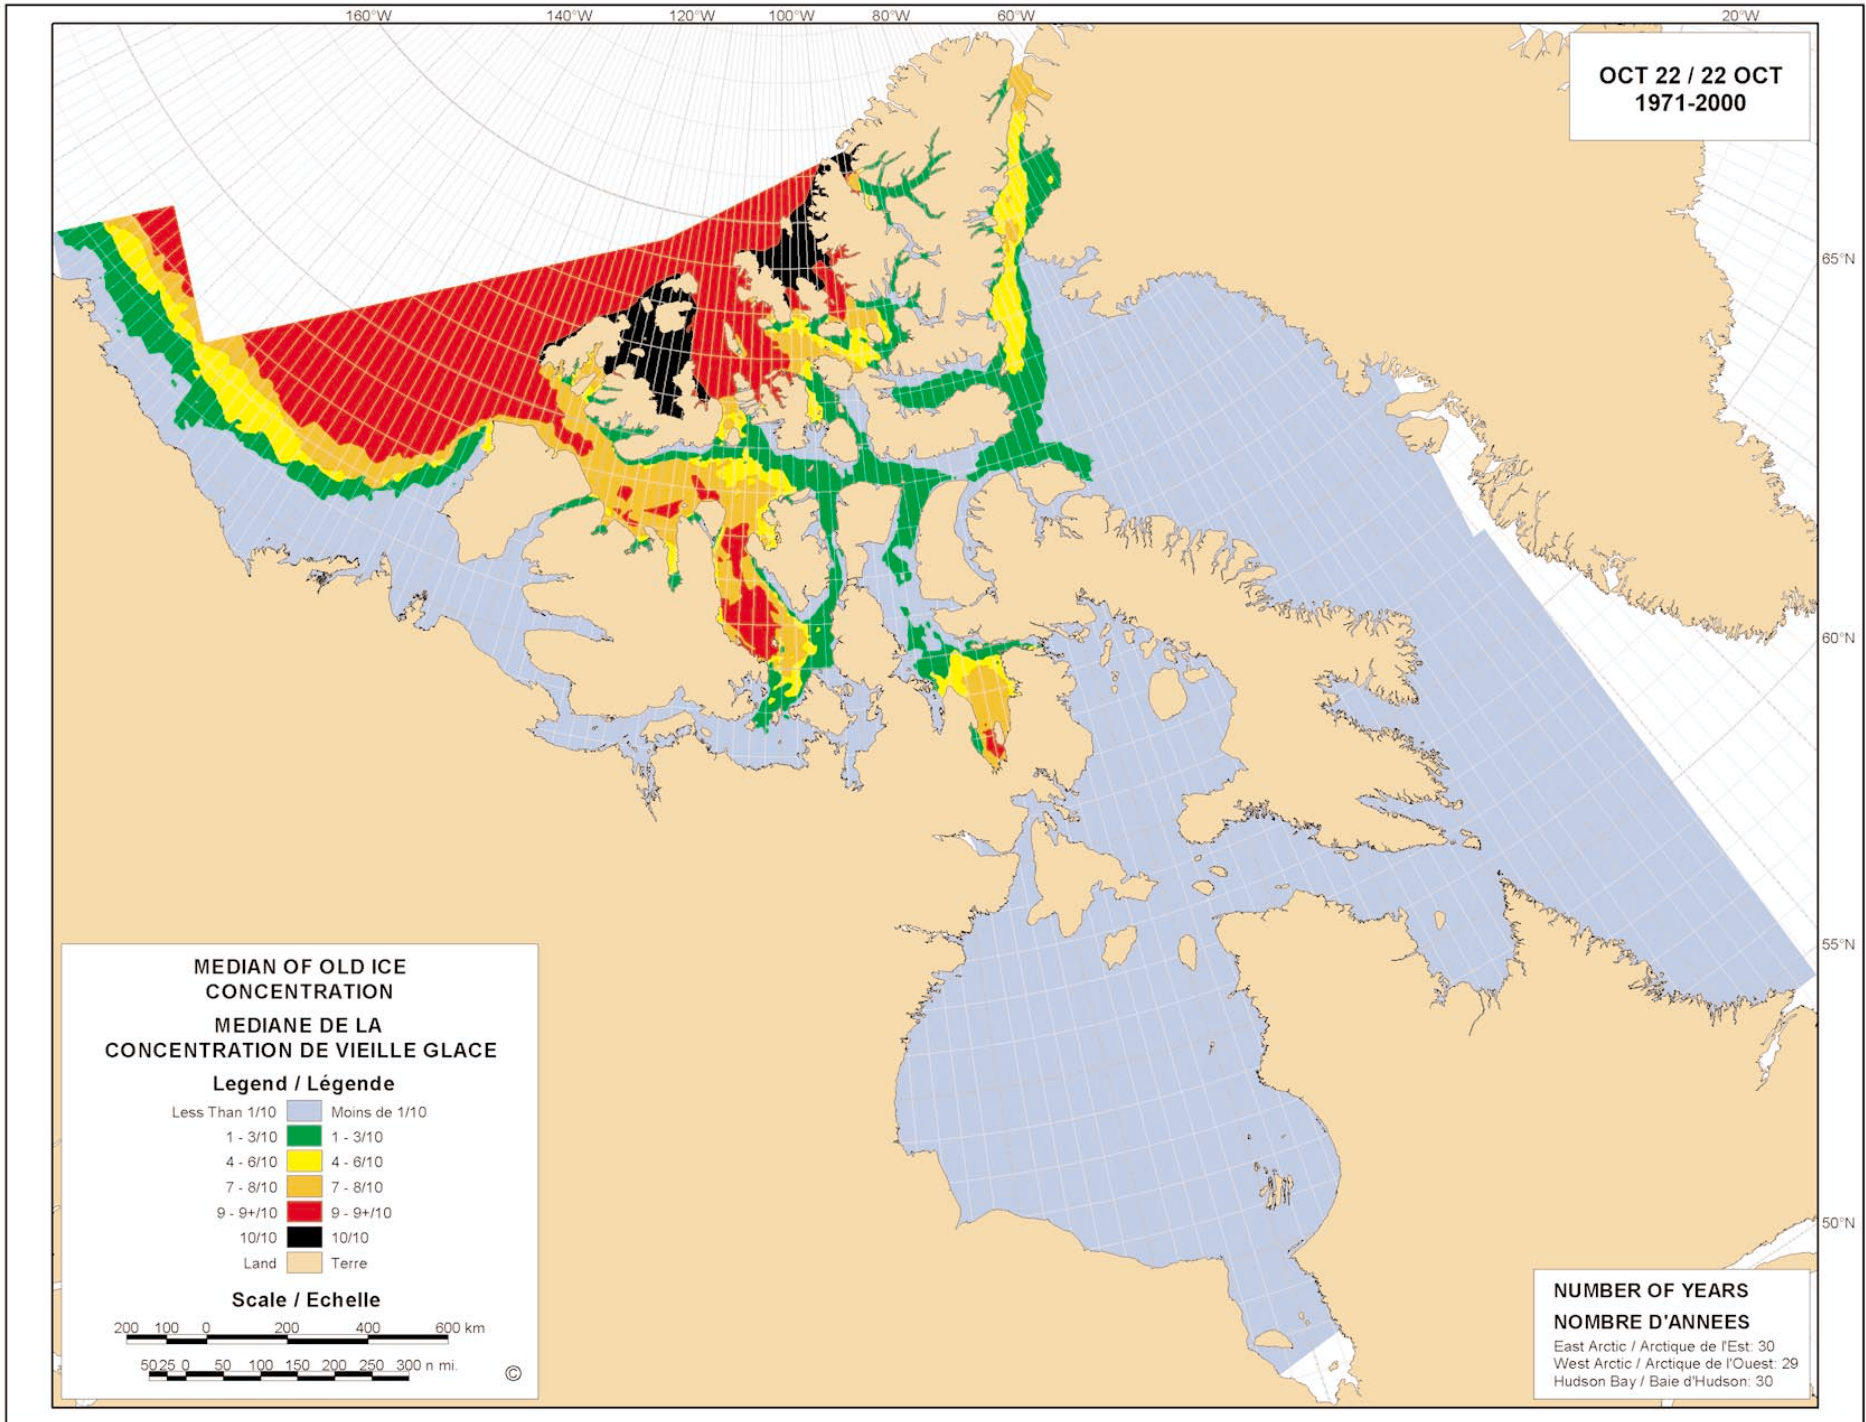 160°W 140°W 120°W 100°W 80°W 60°W 20°W
OCT 22 / 22 OCT
1971-2000
65°N
60°N
55°N
50°N
MEDIAN OF OLD ICE
CONCENTRATION
MEDIANE DE LA
CONCENTRATION DE VIEILLE GLACE
Legend / Légende
Less Than 1/10 Moins de 1/10
1 - 3/10 1 - 3/10
4 - 6/10 4 - 6/10
7 - 8/10 7 - 8/10
9 - 9+/10 9 - 9+/10
10/10 10/10
Land Terre
Scale / Echelle
200 100 0 200 400 600 km
50 25 0 50 100 150 200 250 300 n mi.
©
NUMBER OF YEARS
NOMBRE D'ANNEES
East Arctic / Arctique de l'Est: 30
West Arctic / Arctique de l'Ouest: 29
Hudson Bay / Baie d'Hudson: 30